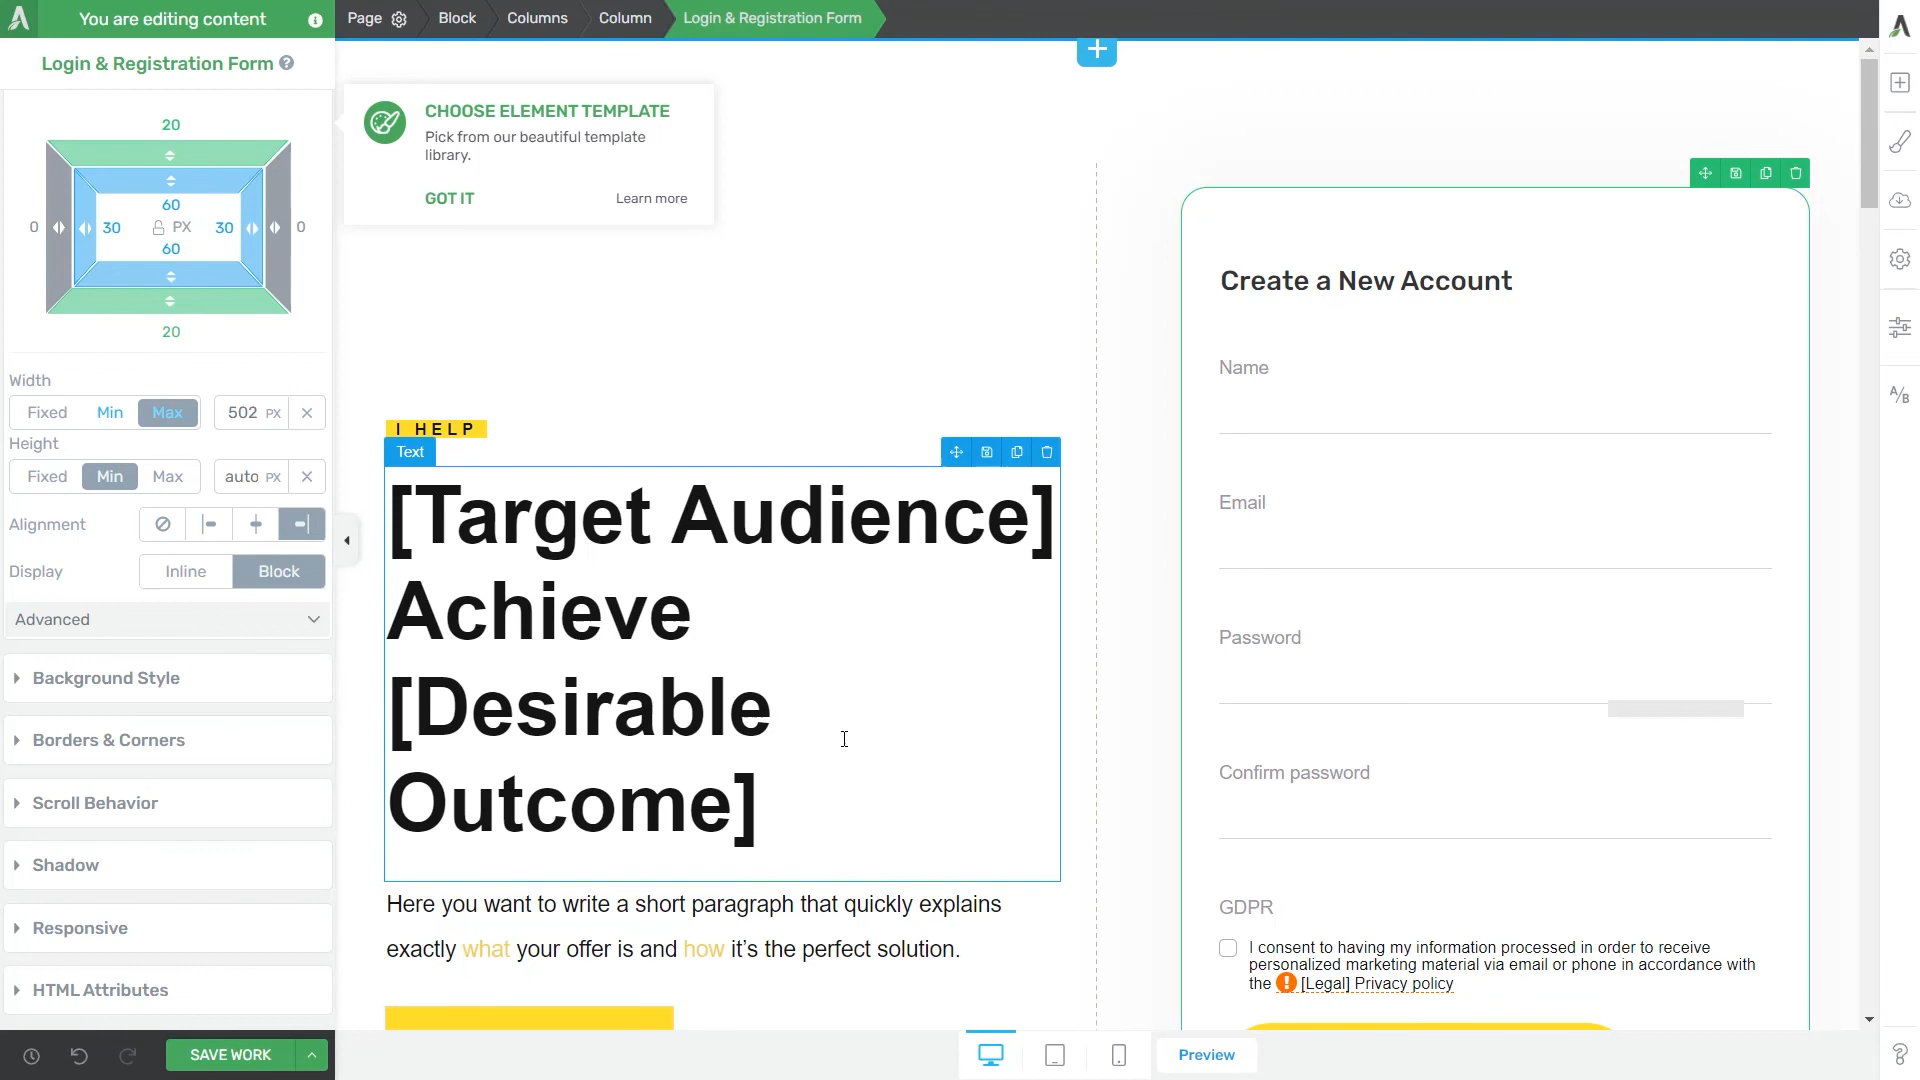 You are editing content
Page
Block
Columns
Column
Login & Registration Form
Login & Registration Form
20
60
0
30
PX
30
0
60
20
Width
Fixed
Min
Max
502 PX
Height
Fixed
Min
Max
auto PX
Alignment
Display
Inline
Block
Advanced
Background Style
Borders & Corners
Scroll Behavior
Shadow
Responsive
HTML Attributes
SAVE WORK
CHOOSE ELEMENT TEMPLATE
Pick from our beautiful template
library.
GOT IT
Learn more
I HELP
Text
[Target Audience]
Achieve
[Desirable
Outcome]
Here you want to write a short paragraph that quickly explains
exactly what your offer is and how it’s the perfect solution.
Create a New Account
Name
Email
Password
Confirm password
GDPR
I consent to having my information processed in order to receive
personalized marketing material via email or phone in accordance with
the ! [Legal] Privacy policy
Preview
A/B